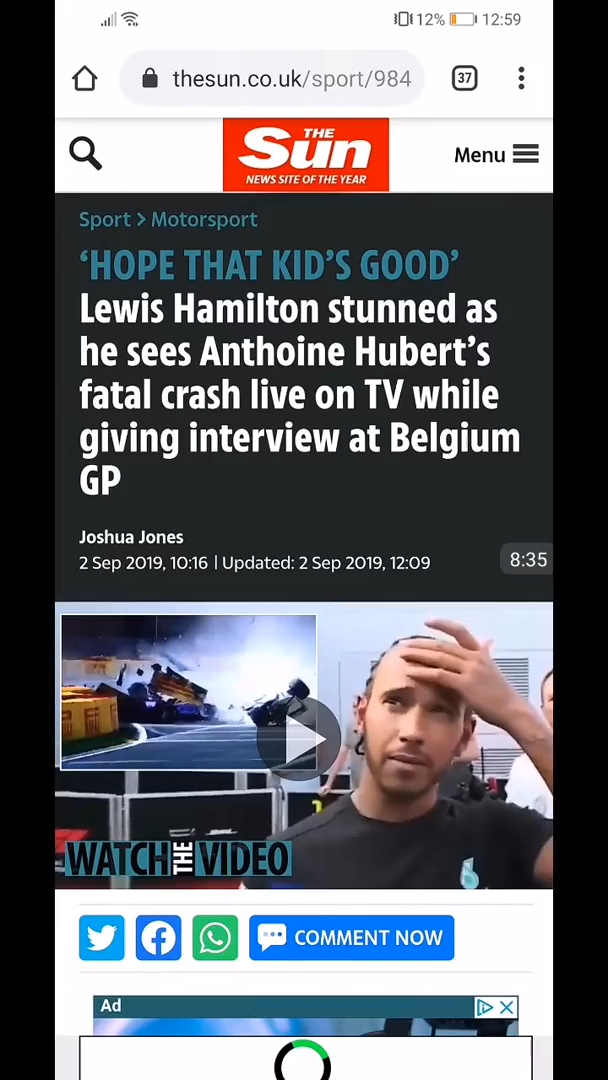 12% 12:59
thesun.co.uk/sport/984 37
THE
Sun
NEWS SITE OF THE YEAR
Menu
Sport > Motorsport
‘HOPE THAT KID’S GOOD’
Lewis Hamilton stunned as
he sees Anthoine Hubert’s
fatal crash live on TV while
giving interview at Belgium
GP
Joshua Jones
2 Sep 2019, 10:16 | Updated: 2 Sep 2019, 12:09
8:35
WATCH THE VIDEO
COMMENT NOW
Ad